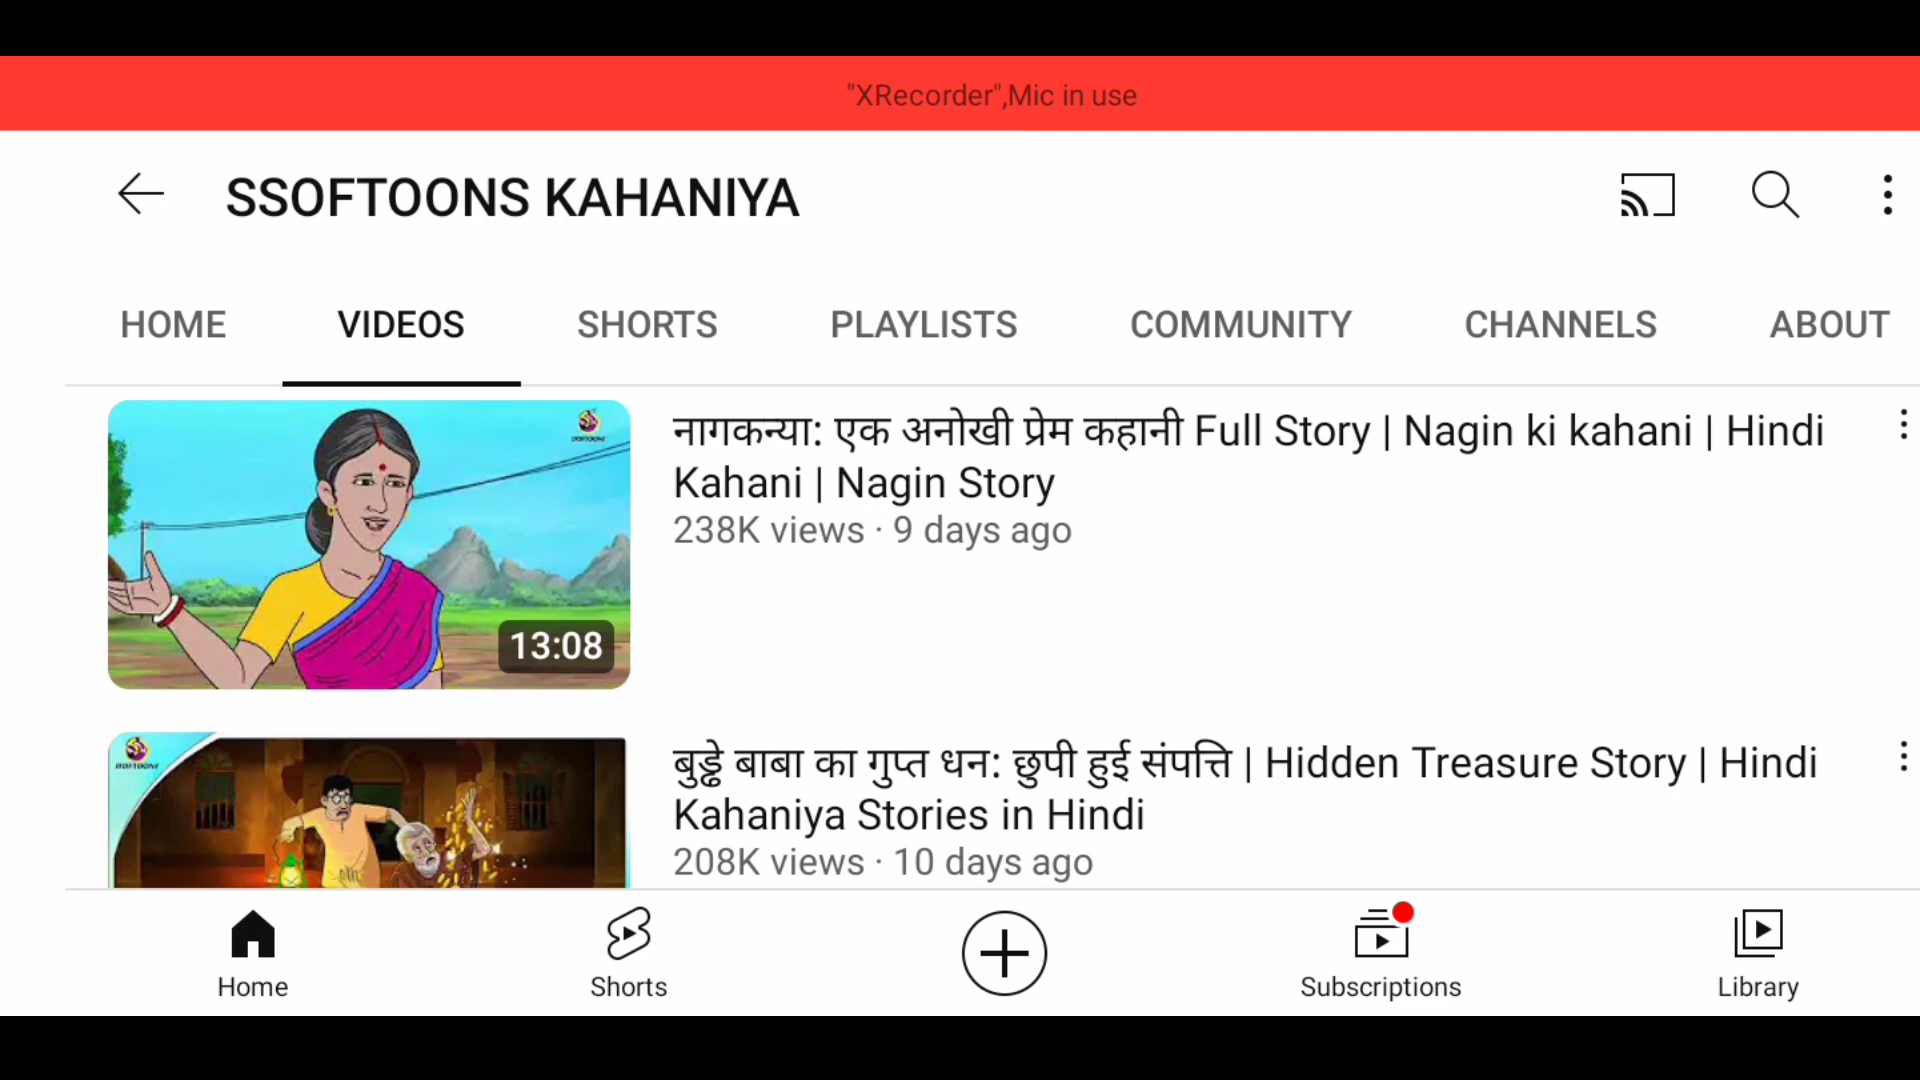 "XRecorder",Mic in use
SSOFTOONS KAHANIYA
HOME VIDEOS SHORTS PLAYLISTS COMMUNITY CHANNELS ABOUT
नागकन्या: एक अनोखी प्रेम कहानी Full Story | Nagin ki kahani | Hindi
Kahani | Nagin Story
238K views · 9 days ago
SSOFTOONS
13:08
बुड्ढे बाबा का गुप्त धन: छुपी हुई संपत्ति | Hidden Treasure Story | Hindi
Kahaniya Stories in Hindi
208K views · 10 days ago
SSOFTOONS
Home Shorts Subscriptions Library